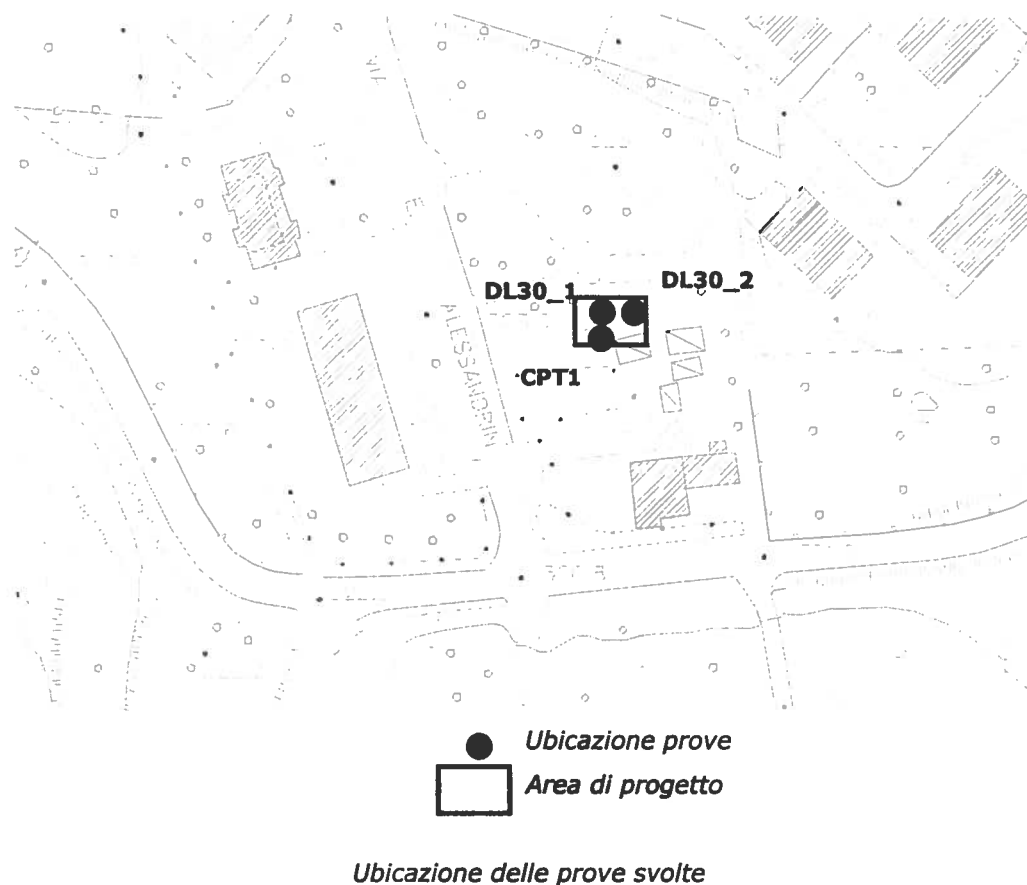 DL30_1
DL30_2
ALESSANDRIN
CPT1
Ubicazione prove
Area di progetto
Ubicazione delle prove svolte